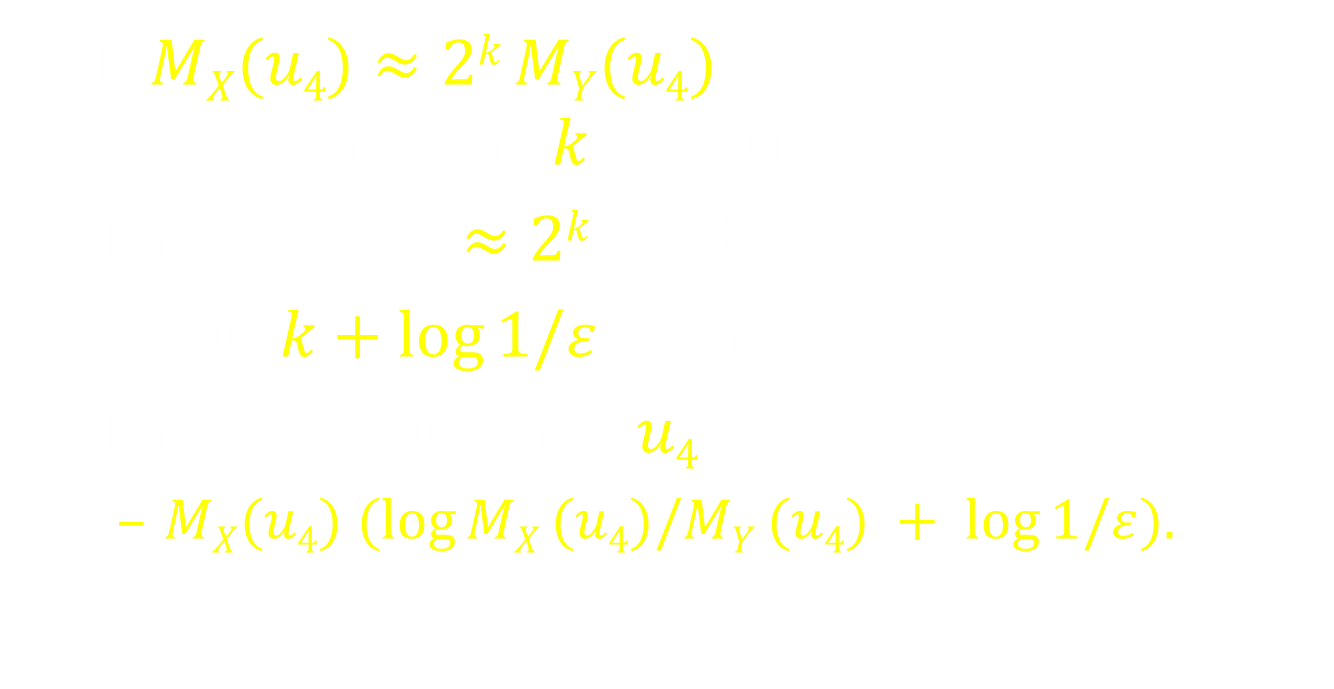 M_X(u_4) ≈ 2^k M_Y(u_4)
k
≈ 2^k
k + log 1/ε
u_4
– M_X(u_4) (log M_X (u_4)/M_Y (u_4) + log 1/ε).